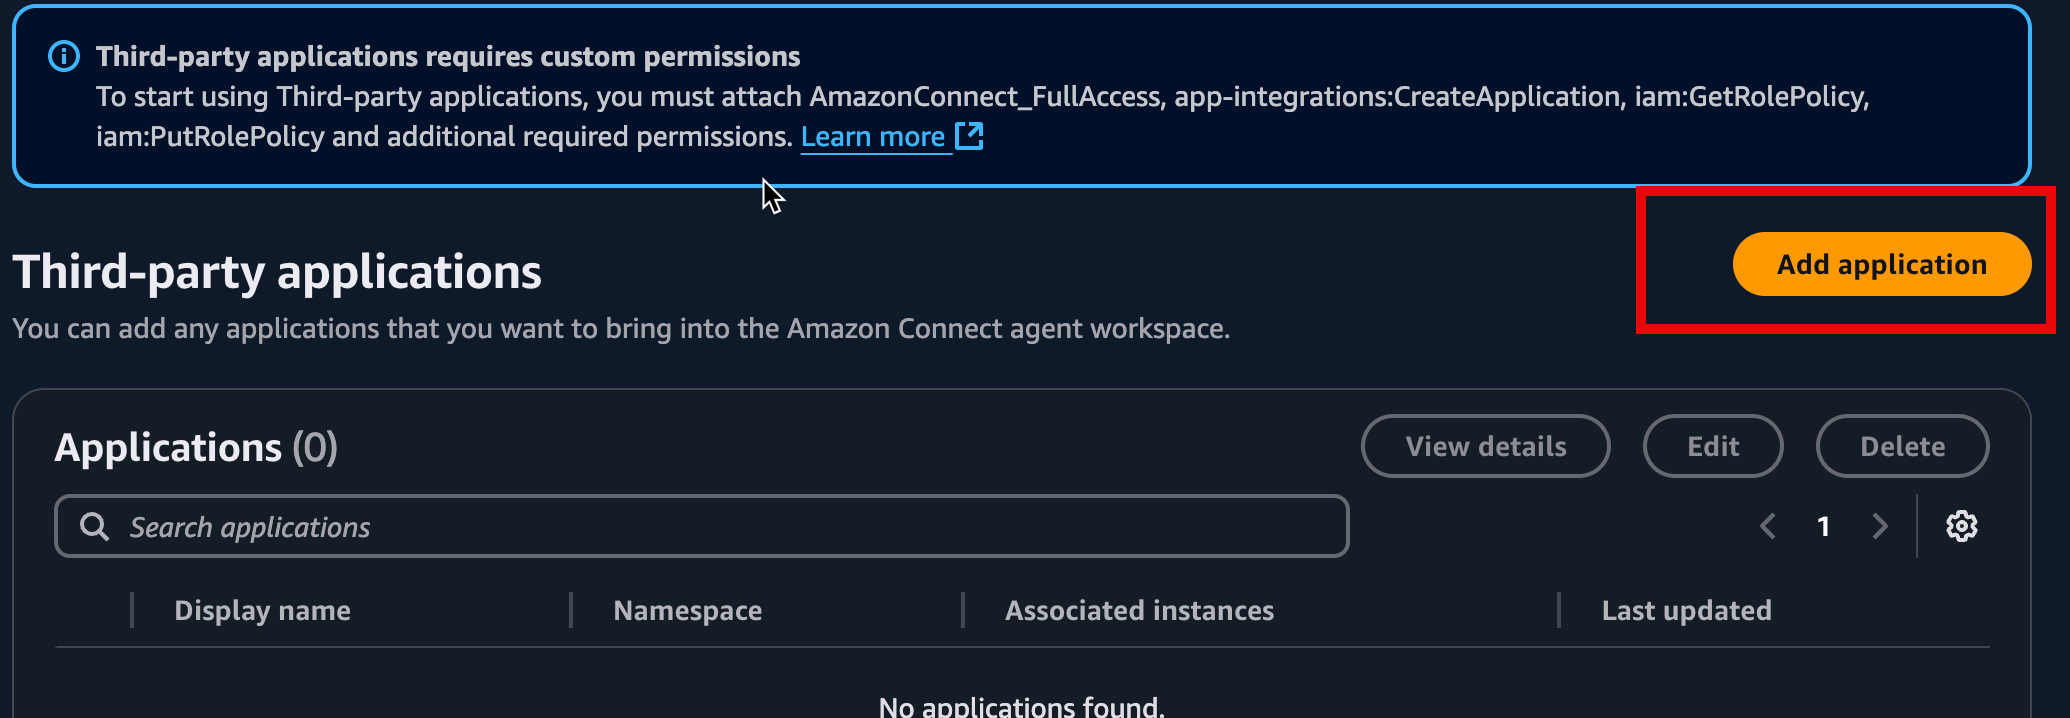 Third-party applications requires custom permissions
To start using Third-party applications, you must attach AmazonConnect_FullAccess, app-integrations:CreateApplication, iam:GetRolePolicy,
iam:PutRolePolicy and additional required permissions. Learn more
Third-party applications
Add application
You can add any applications that you want to bring into the Amazon Connect agent workspace.
Applications (0)
View details
Edit
Delete
Search applications
1
Display name
Namespace
Associated instances
Last updated
No applications found.